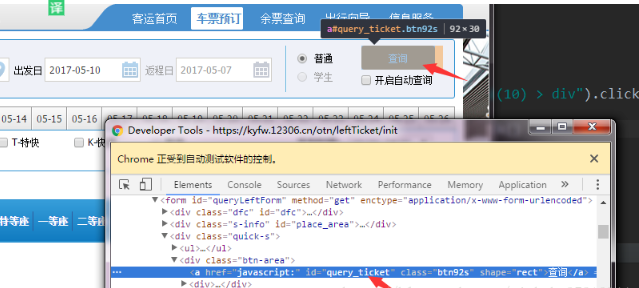 译
客运首页 车票预订 余票查询 出行向导 信息服务
a#query_ticket.btn92s 92×30
出发日 2017-05-10 返程日 2017-05-07 普通 查询
学生 开启自动查询
(10) > div").click
05-14 05-15 05-16
T-特快 K-快
Developer Tools - https://kyfw.12306.cn/otn/leftTicket/init
Chrome 正受到自动测试软件的控制。
Elements Console Sources Network Performance Memory Application »
<form id="queryLeftForm" method="get" enctype="application/x-www-form-urlencoded">
<div class="dfc" id="dfc">…</div>
<div class="s-info" id="place_area">…</div>
<div class="quick-s">
<ul>…</ul>
<div class="btn-area">
<a href="javascript:" id="query_ticket" class="btn92s" shape="rect">查询</a> =
<div>…</div>
特等座 一等座 二等